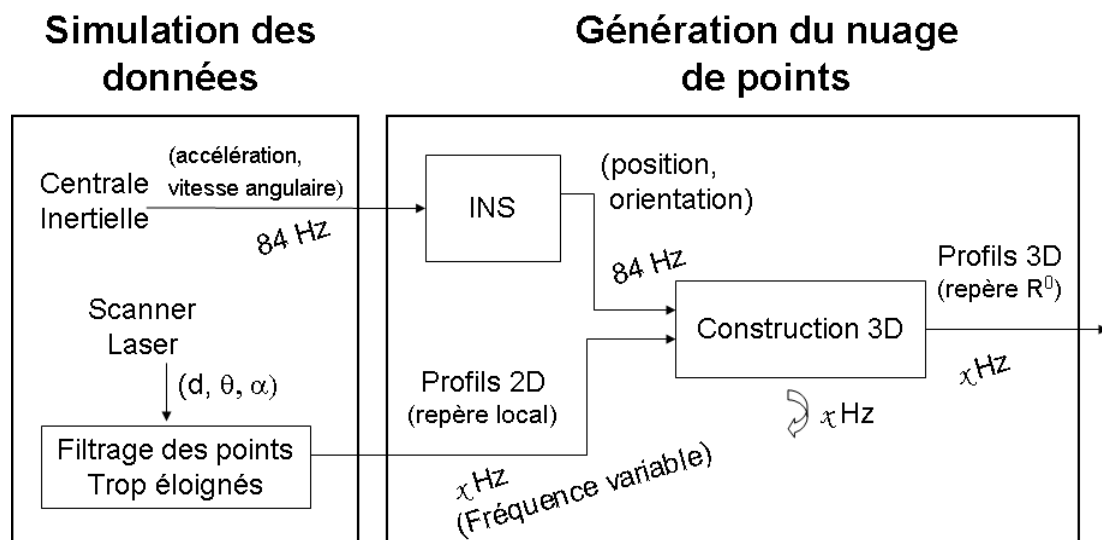 Simulation des
données
Génération du nuage
de points
Centrale
Inertielle
(accélération,
vitesse angulaire)
84 Hz
INS
(position,
orientation)
84 Hz
Scanner
Laser
(d, θ, α)
Filtrage des points
Trop éloignés
Profils 2D
(repère local)
χHz
(Fréquence variable)
Construction 3D
χHz
Profils 3D
(repère R⁰)
χHz